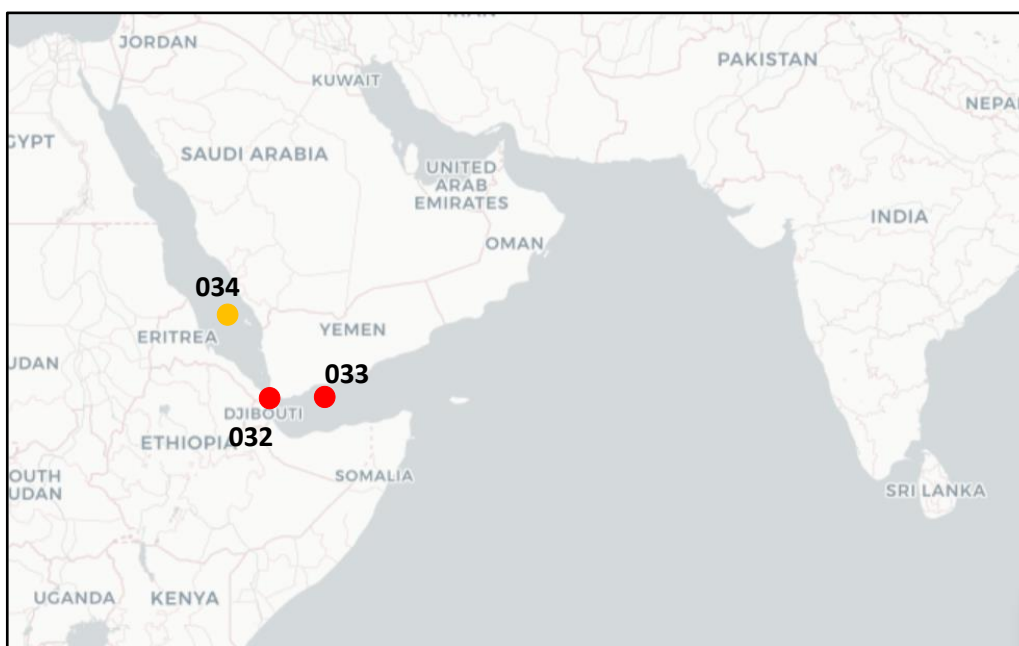 JORDAN
PAKISTAN
KUWAIT
NEPA
GYPT
SAUDI ARABIA
UNITED
ARAB
EMIRATES
INDIA
OMAN
034
ERITREA
YEMEN
UDAN
033
DJIBOUTI
032
ETHIOPIA
SOMALIA
OUTH
UDAN
SRI LANKA
UGANDA
KENYA